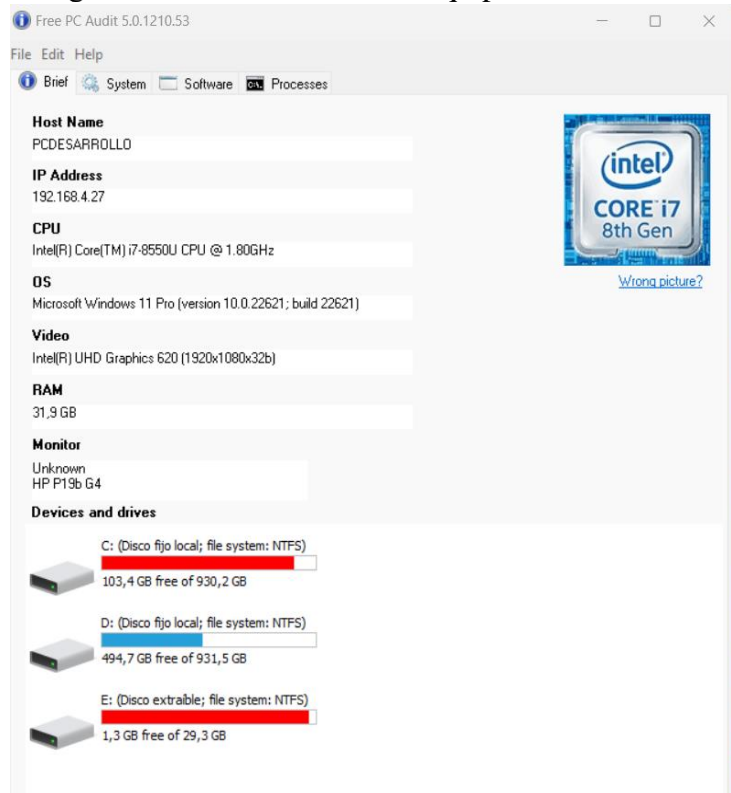 Free PC Audit 5.0.1210.53
File Edit Help
Brief System Software Processes
Host Name
PCDESARROLLO
IP Address
192.168.4.27
CPU
Intel(R) Core(TM) i7-8550U CPU @ 1.80GHz
OS
Microsoft Windows 11 Pro (version 10.0.22621; build 22621)
Video
Intel(R) UHD Graphics 620 (1920x1080x32b)
RAM
31,9 GB
Monitor
Unknown
HP P19b G4
Devices and drives
C: (Disco fijo local; file system: NTFS)
103,4 GB free of 930,2 GB
D: (Disco fijo local; file system: NTFS)
494,7 GB free of 931,5 GB
E: (Disco extraíble; file system: NTFS)
1,3 GB free of 29,3 GB
intel
CORE i7
8th Gen
Wrong picture?